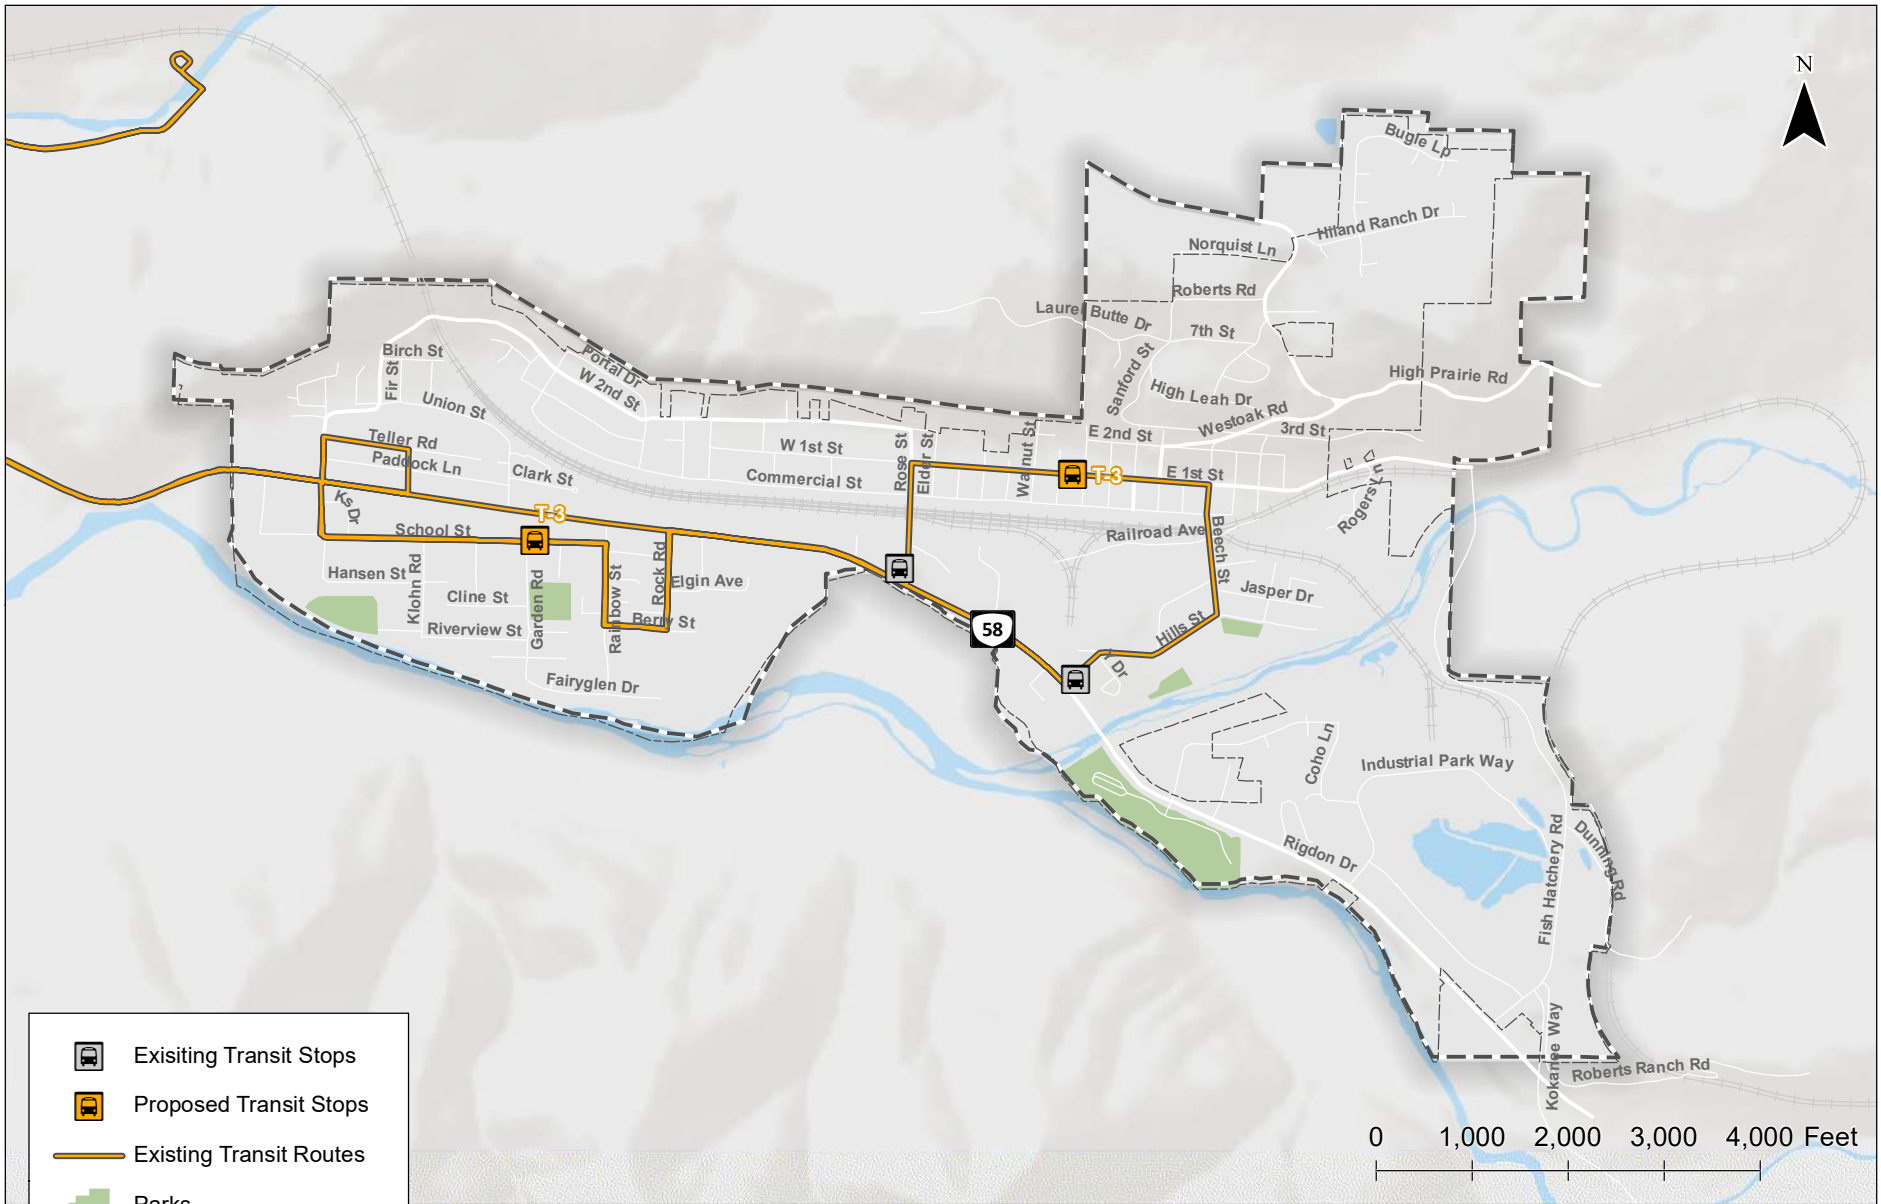 N
Bugle Lp
Hiland Ranch Dr
Norquist Ln
Roberts Rd
Laurel Butte Dr
7th St
Sanford St
High Leah Dr
High Prairie Rd
Westoak Rd
3rd St
E 2nd St
Birch St
Fir St
Portal Dr
W 2nd St
Union St
Teller Rd
Paddock Ln
Clark St
W 1st St
Commercial St
Rose St
Elder St
Walnut St
T-3
E 1st St
Rogers Ln
Ks Dr
School St
T-3
Railroad Ave
Beech St
Hansen St
Klohn Rd
Cline St
Garden Rd
Rainbow St
Rock Rd
Elgin Ave
Jasper Dr
Riverview St
Berry St
58
Hills St
Dr
Fairyglen Dr
Coho Ln
Industrial Park Way
Rigdon Dr
Fish Hatchery Rd
Dunning Rd
Kokanee Way
Roberts Ranch Rd
Exisiting Transit Stops
Proposed Transit Stops
Existing Transit Routes
Parks
0 1,000 2,000 3,000 4,000 Feet